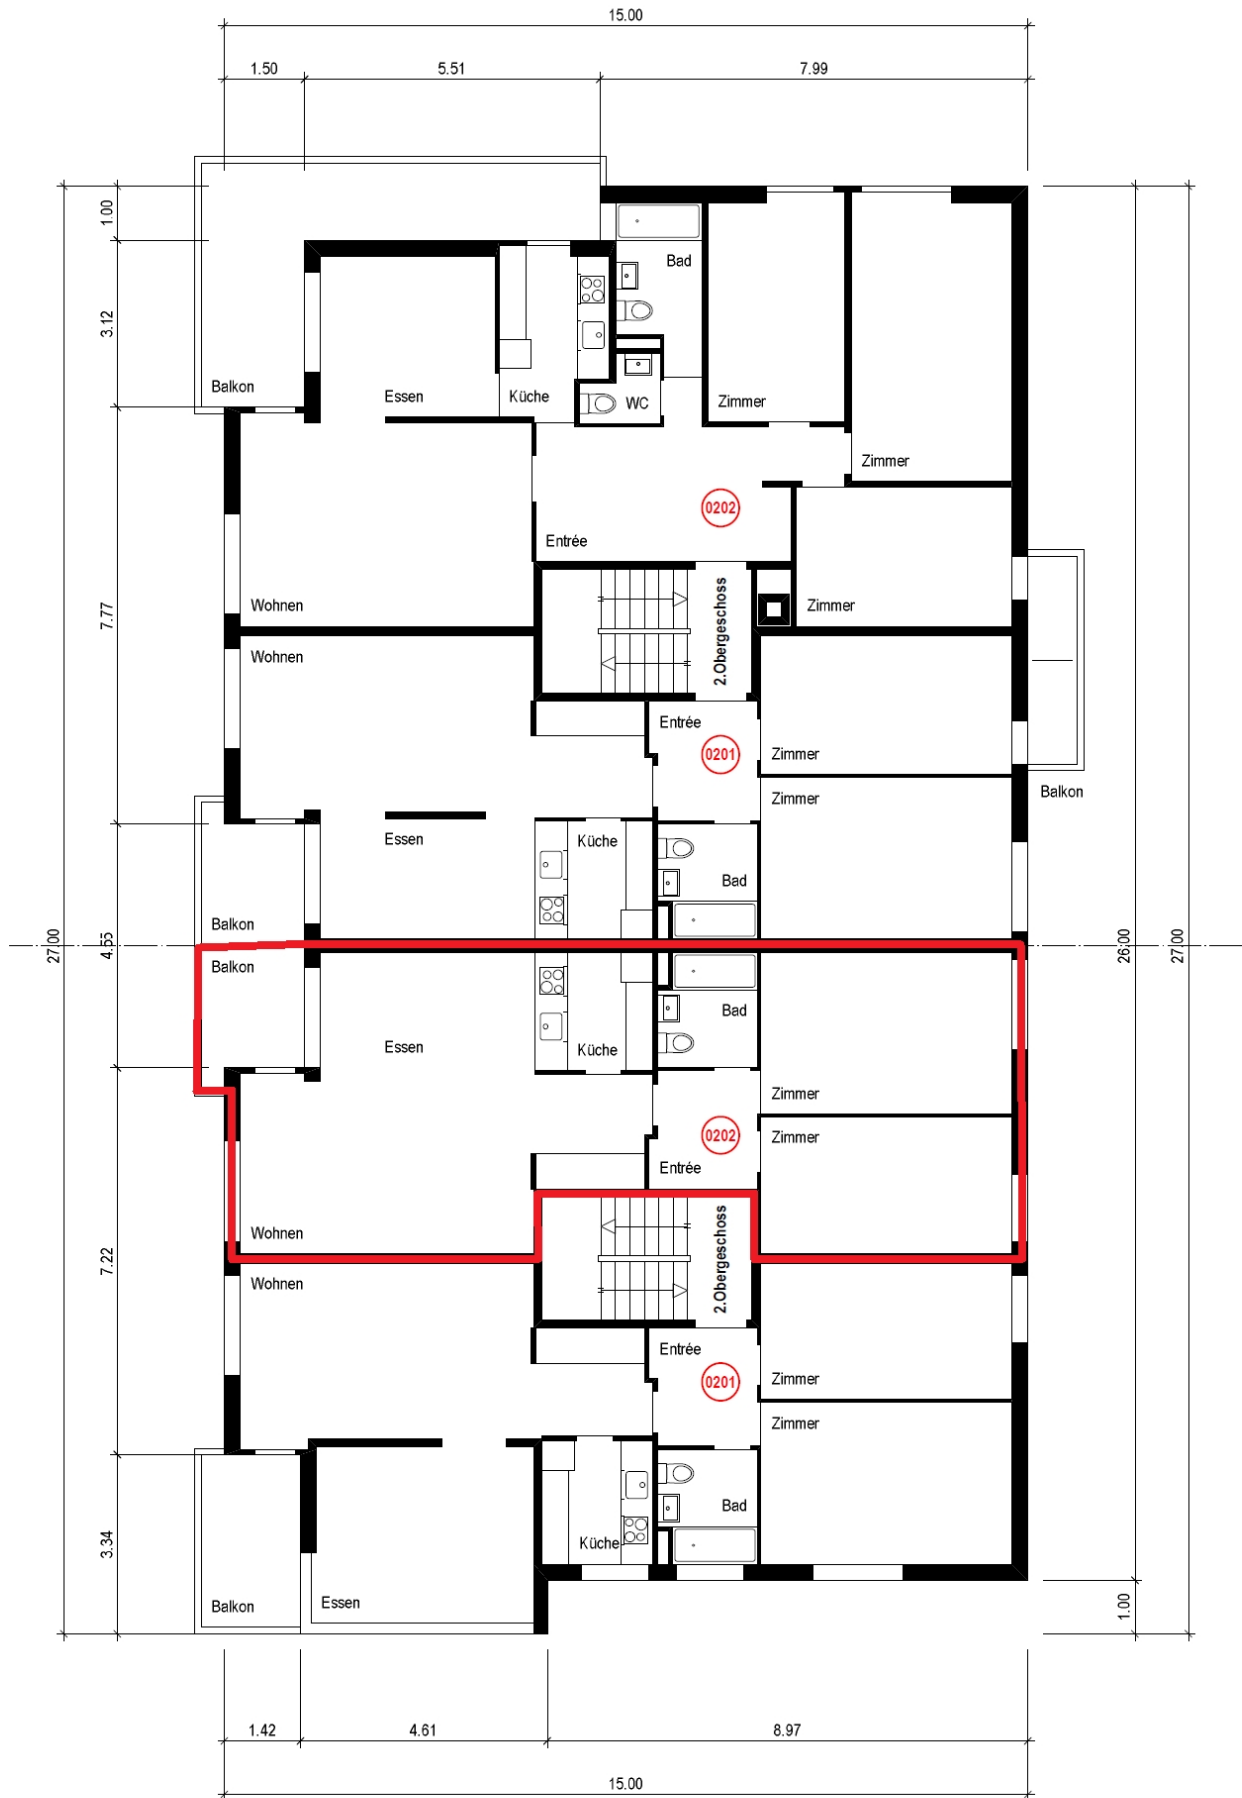 15.00
1.50 5.51 7.99
1.00
Bad
3.12
Balkon Essen Küche WC Zimmer
Zimmer
0202
Entrée
2.Obergeschoss
Wohnen Zimmer
7.77
Wohnen
Entrée
0201
Zimmer
Zimmer
Balkon
Essen Küche
Bad
Balkon
27.00 4.55 26.00 27.00
Balkon
Bad
Essen Küche
Zimmer
0202
Zimmer
Entrée
2.Obergeschoss
Wohnen
7.22
Wohnen
Entrée
0201
Zimmer
Zimmer
Bad
3.34
Küche
Balkon Essen
1.00
1.42 4.61 8.97
15.00